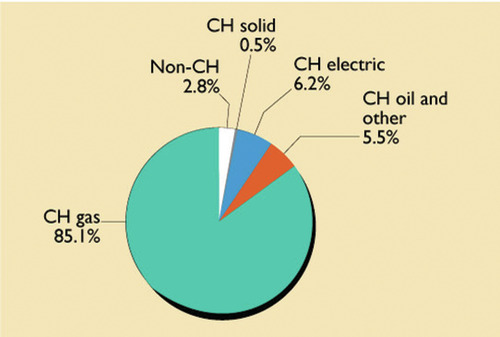 CH solid
0.5%
Non-CH
2.8%
CH electric
6.2%
CH oil and
other
5.5%
CH gas
85.1%